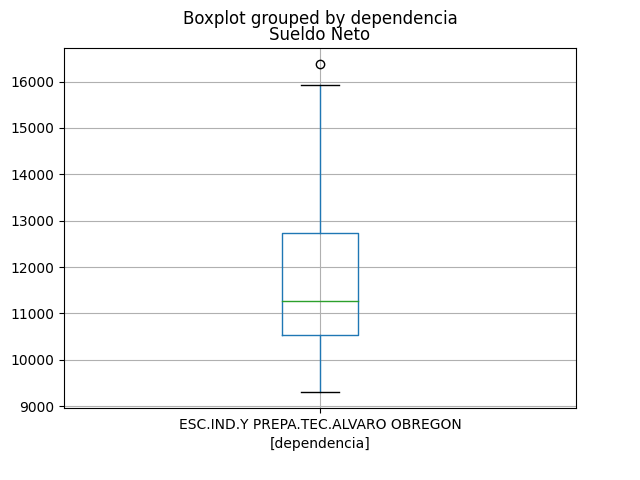 Boxplot grouped by dependencia
Sueldo Neto
16000
15000
14000
13000
12000
11000
10000
9000
ESC.IND.Y PREPA.TEC.ALVARO OBREGON
[dependencia]